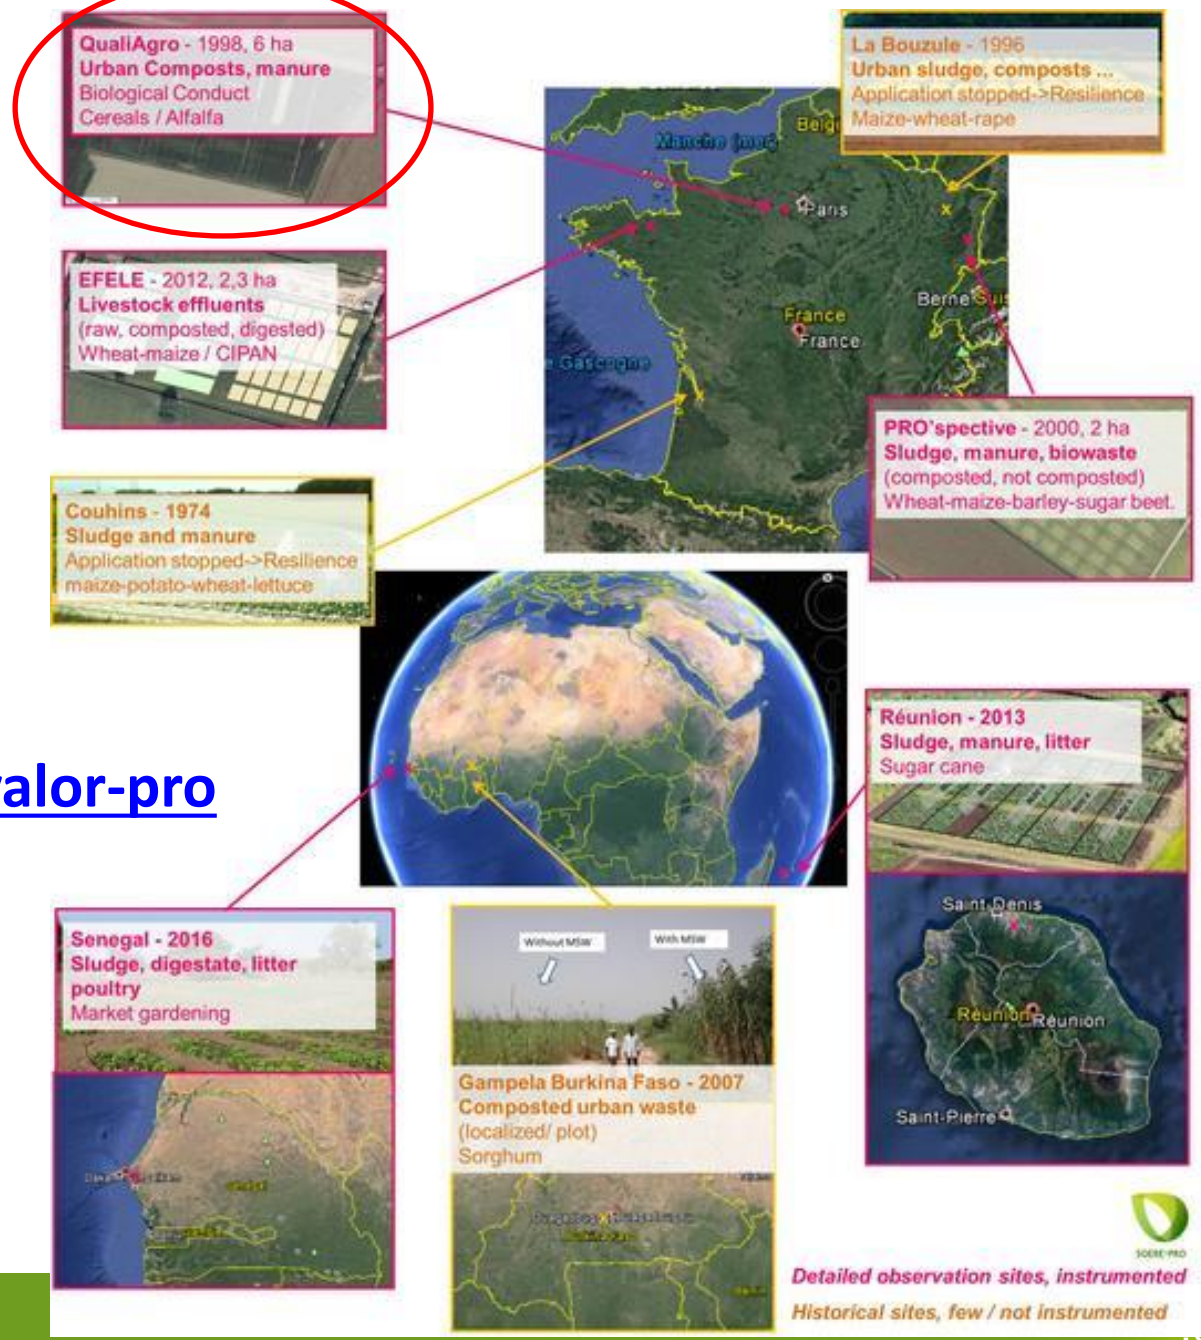 QualiAgro - 1998, 6 ha
Urban Composts, manure
Biological Conduct
Cereals / Alfalfa
La Bouzule - 1996
Urban sludge, composts ...
Application stopped->Resilience
Maize-wheat-rape
Manche (mer)
Belgi
Paris
EFELE - 2012, 2,3 ha
Livestock effluents
(raw, composted, digested)
Wheat-maize / CIPAN
Berne
Suis
France
France
e Gascogne
PRO'spective - 2000, 2 ha
Sludge, manure, biowaste
(composted, not composted)
Wheat-maize-barley-sugar beet.
Couhins - 1974
Sludge and manure
Application stopped->Resilience
maize-potato-wheat-lettuce
valor-pro
Réunion - 2013
Sludge, manure, litter
Sugar cane
Senegal - 2016
Sludge, digestate, litter
poultry
Market gardening
Without MSW
With MSW
Saint-Denis
Réunion
Réunion
Saint-Pierre
Gampela Burkina Faso - 2007
Composted urban waste
(localized/ plot)
Sorghum
Burkina Faso
SOERE-PRO
Detailed observation sites, instrumented
Historical sites, few / not instrumented